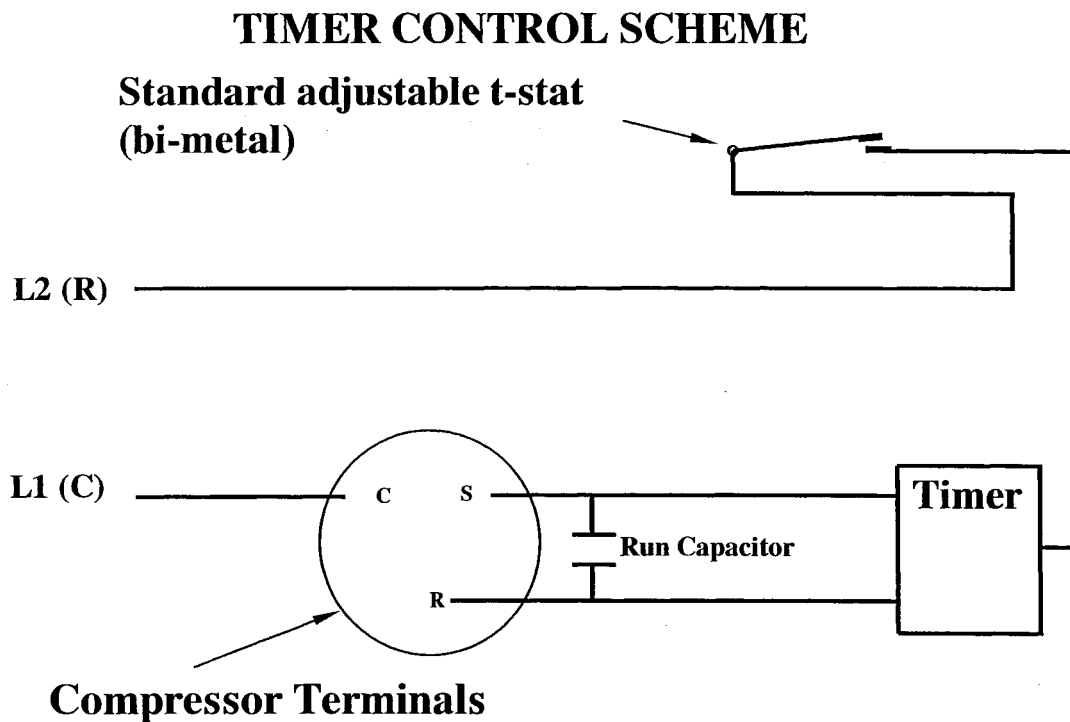 TIMER CONTROL SCHEME
Standard adjustable t-stat
(bi-metal)
L2 (R)
L1 (C)
C
S
Timer
Run Capacitor
R
Compressor Terminals